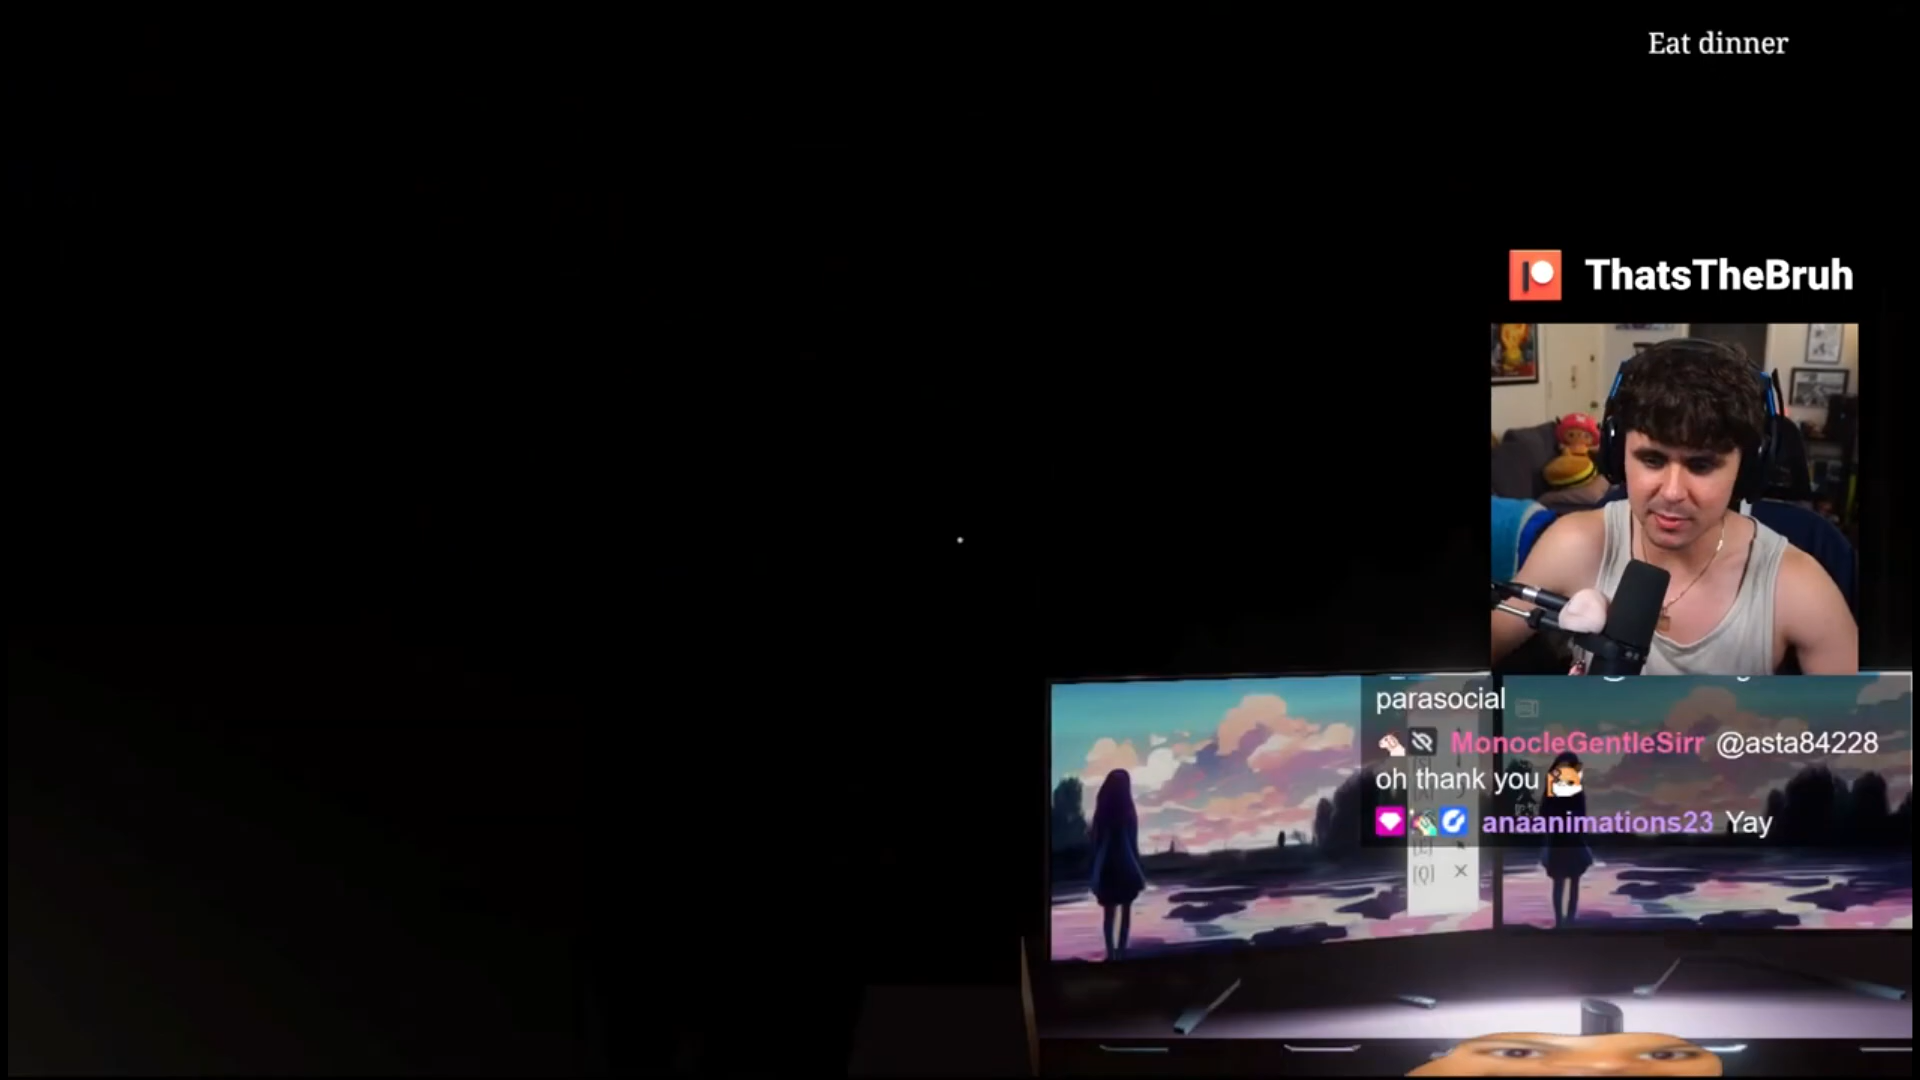 Eat dinner
ThatsTheBruh
parasocial
MonocleGentleSirr @asta84228
oh thank you
anaanimations23 Yay
[Q]